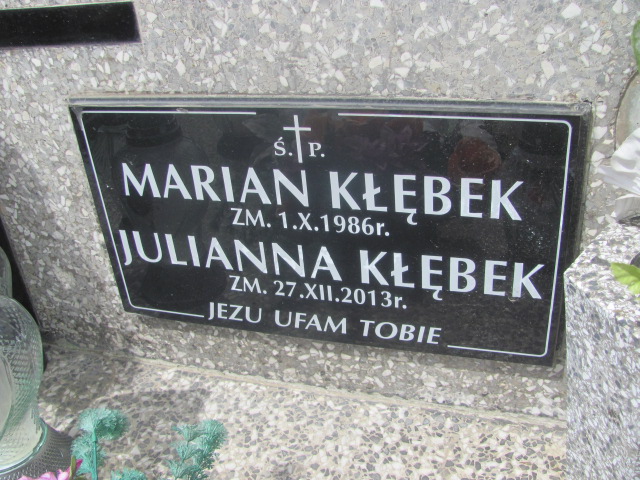 Ś. P.
MARIAN KŁĘBEK
ZM. 1.X.1986r.
JULIANNA KŁĘBEK
ZM. 27.XII.2013r.
JEZU UFAM TOBIE